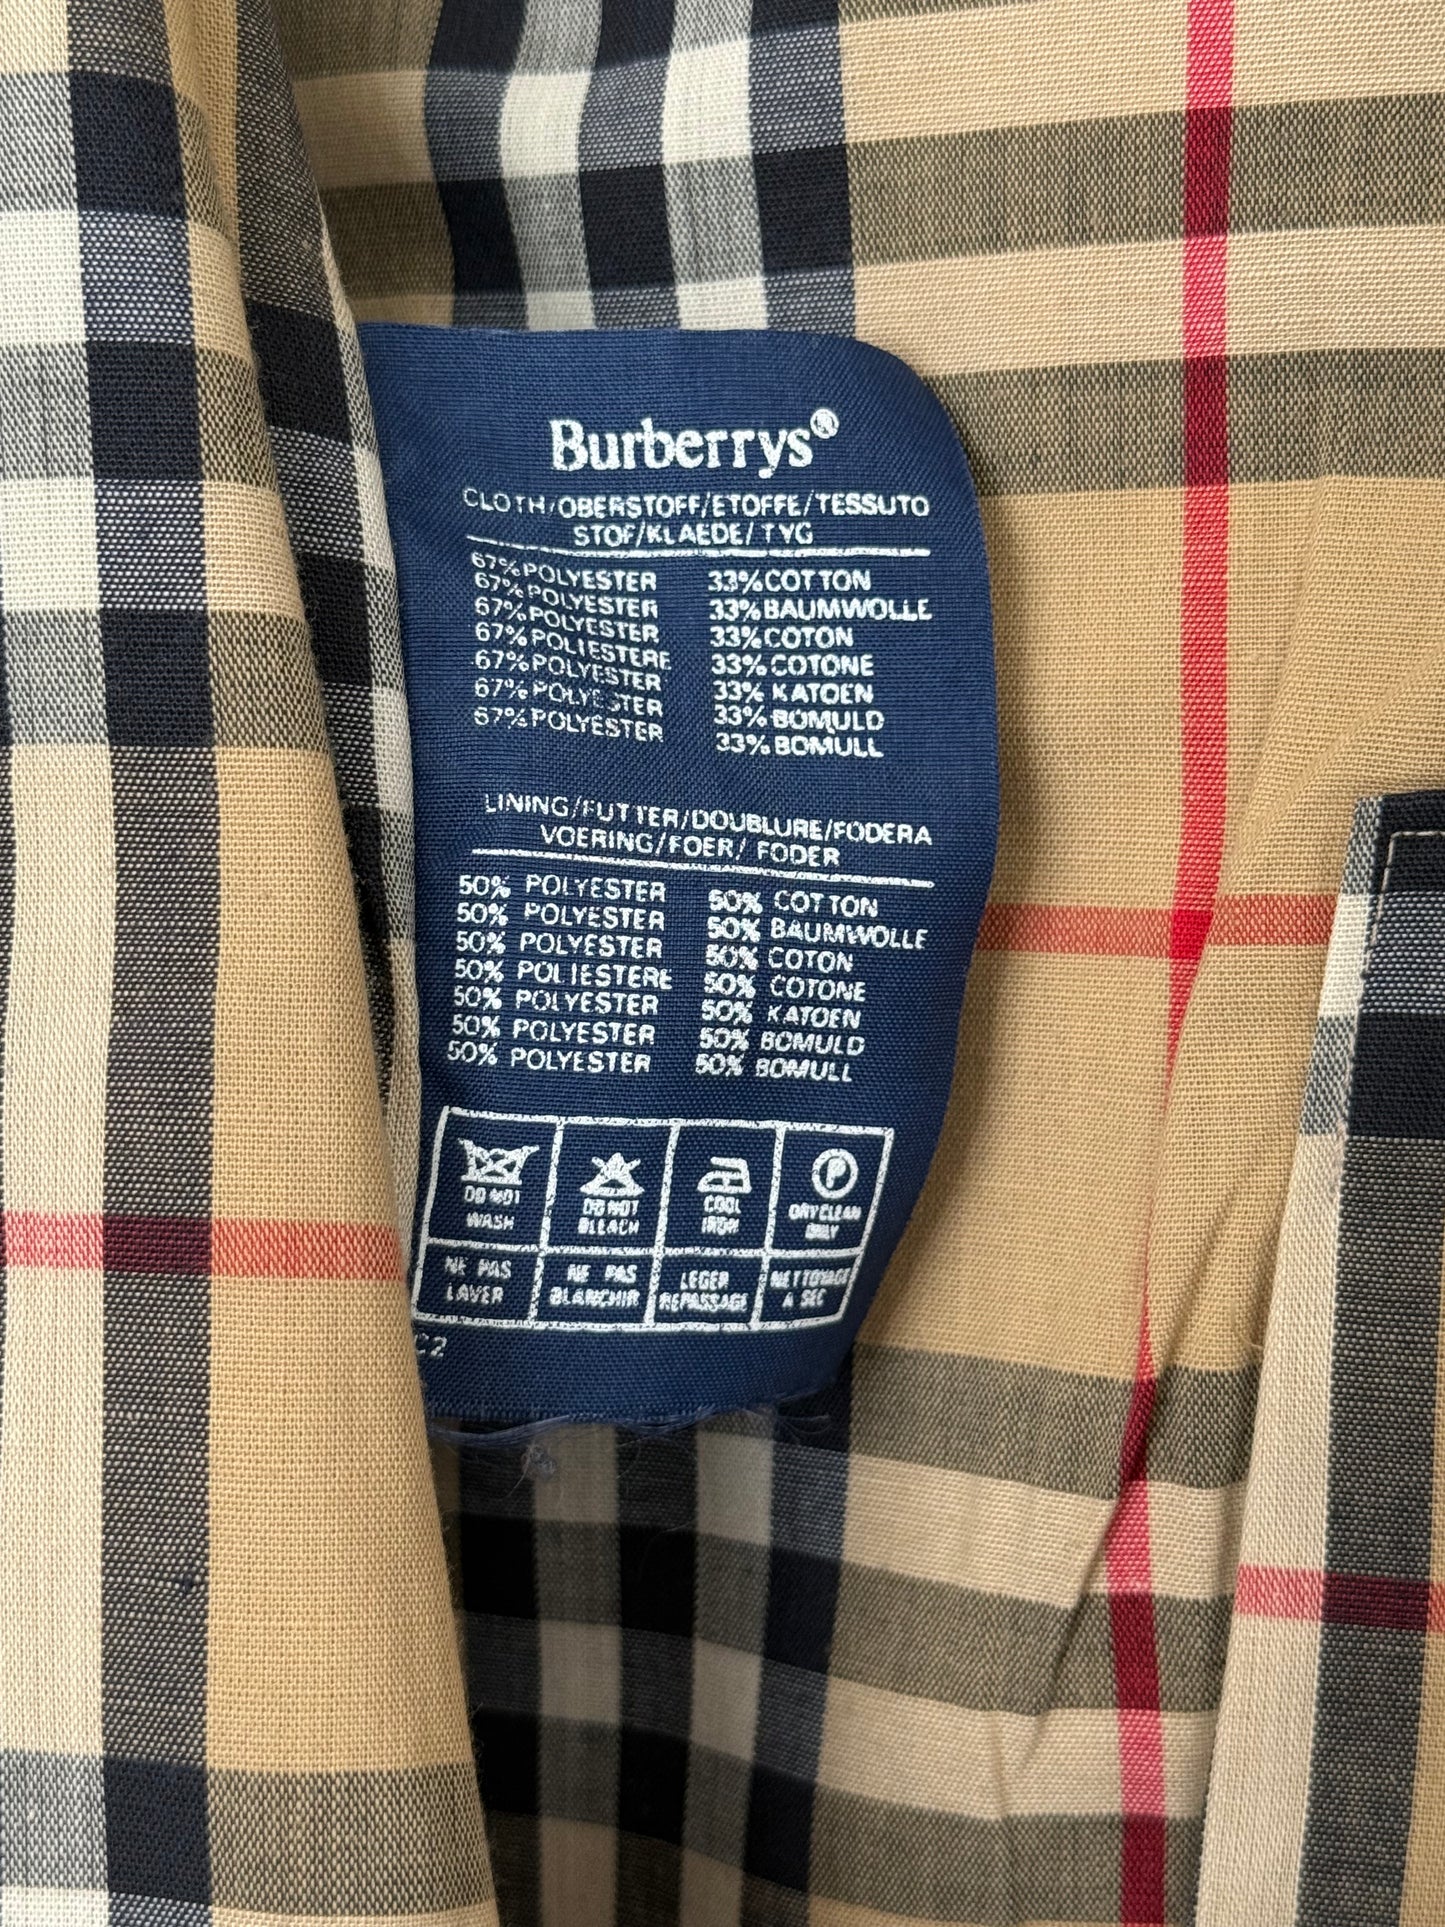 Burberrys®
CLOTH/OBERSTOFF/ETOFFE/TESSUTO
STOF/KLAEDE/TYG
67% POLYESTER 33% COTTON
67% POLYESTER 33% BAUMWOLLE
67% POLYESTER 33% COTON
67% POLIESTERE 33% COTONE
67% POLYESTER 33% KATOEN
67% POLYESTER 33% BOMULD
67% POLYESTER 33% BOMULL
LINING/FUTTER/DOUBLURE/FODERA
VOERING/FOER/FODER
50% POLYESTER 50% COTTON
50% POLYESTER 50% BAUMWOLLE
50% POLYESTER 50% COTON
50% POLIESTERE 50% COTONE
50% POLYESTER 50% KATOEN
50% POLYESTER 50% BOMULD
50% POLYESTER 50% BOMULL
DO NOT
WASH
DO NOT
BLEACH
COOL
IRON
P
DRY CLEAN
ONLY
NE PAS
LAVER
NE PAS
BLANCHIR
LEGER
REPASSAGE
NETTOYAGE
A SEC
C2